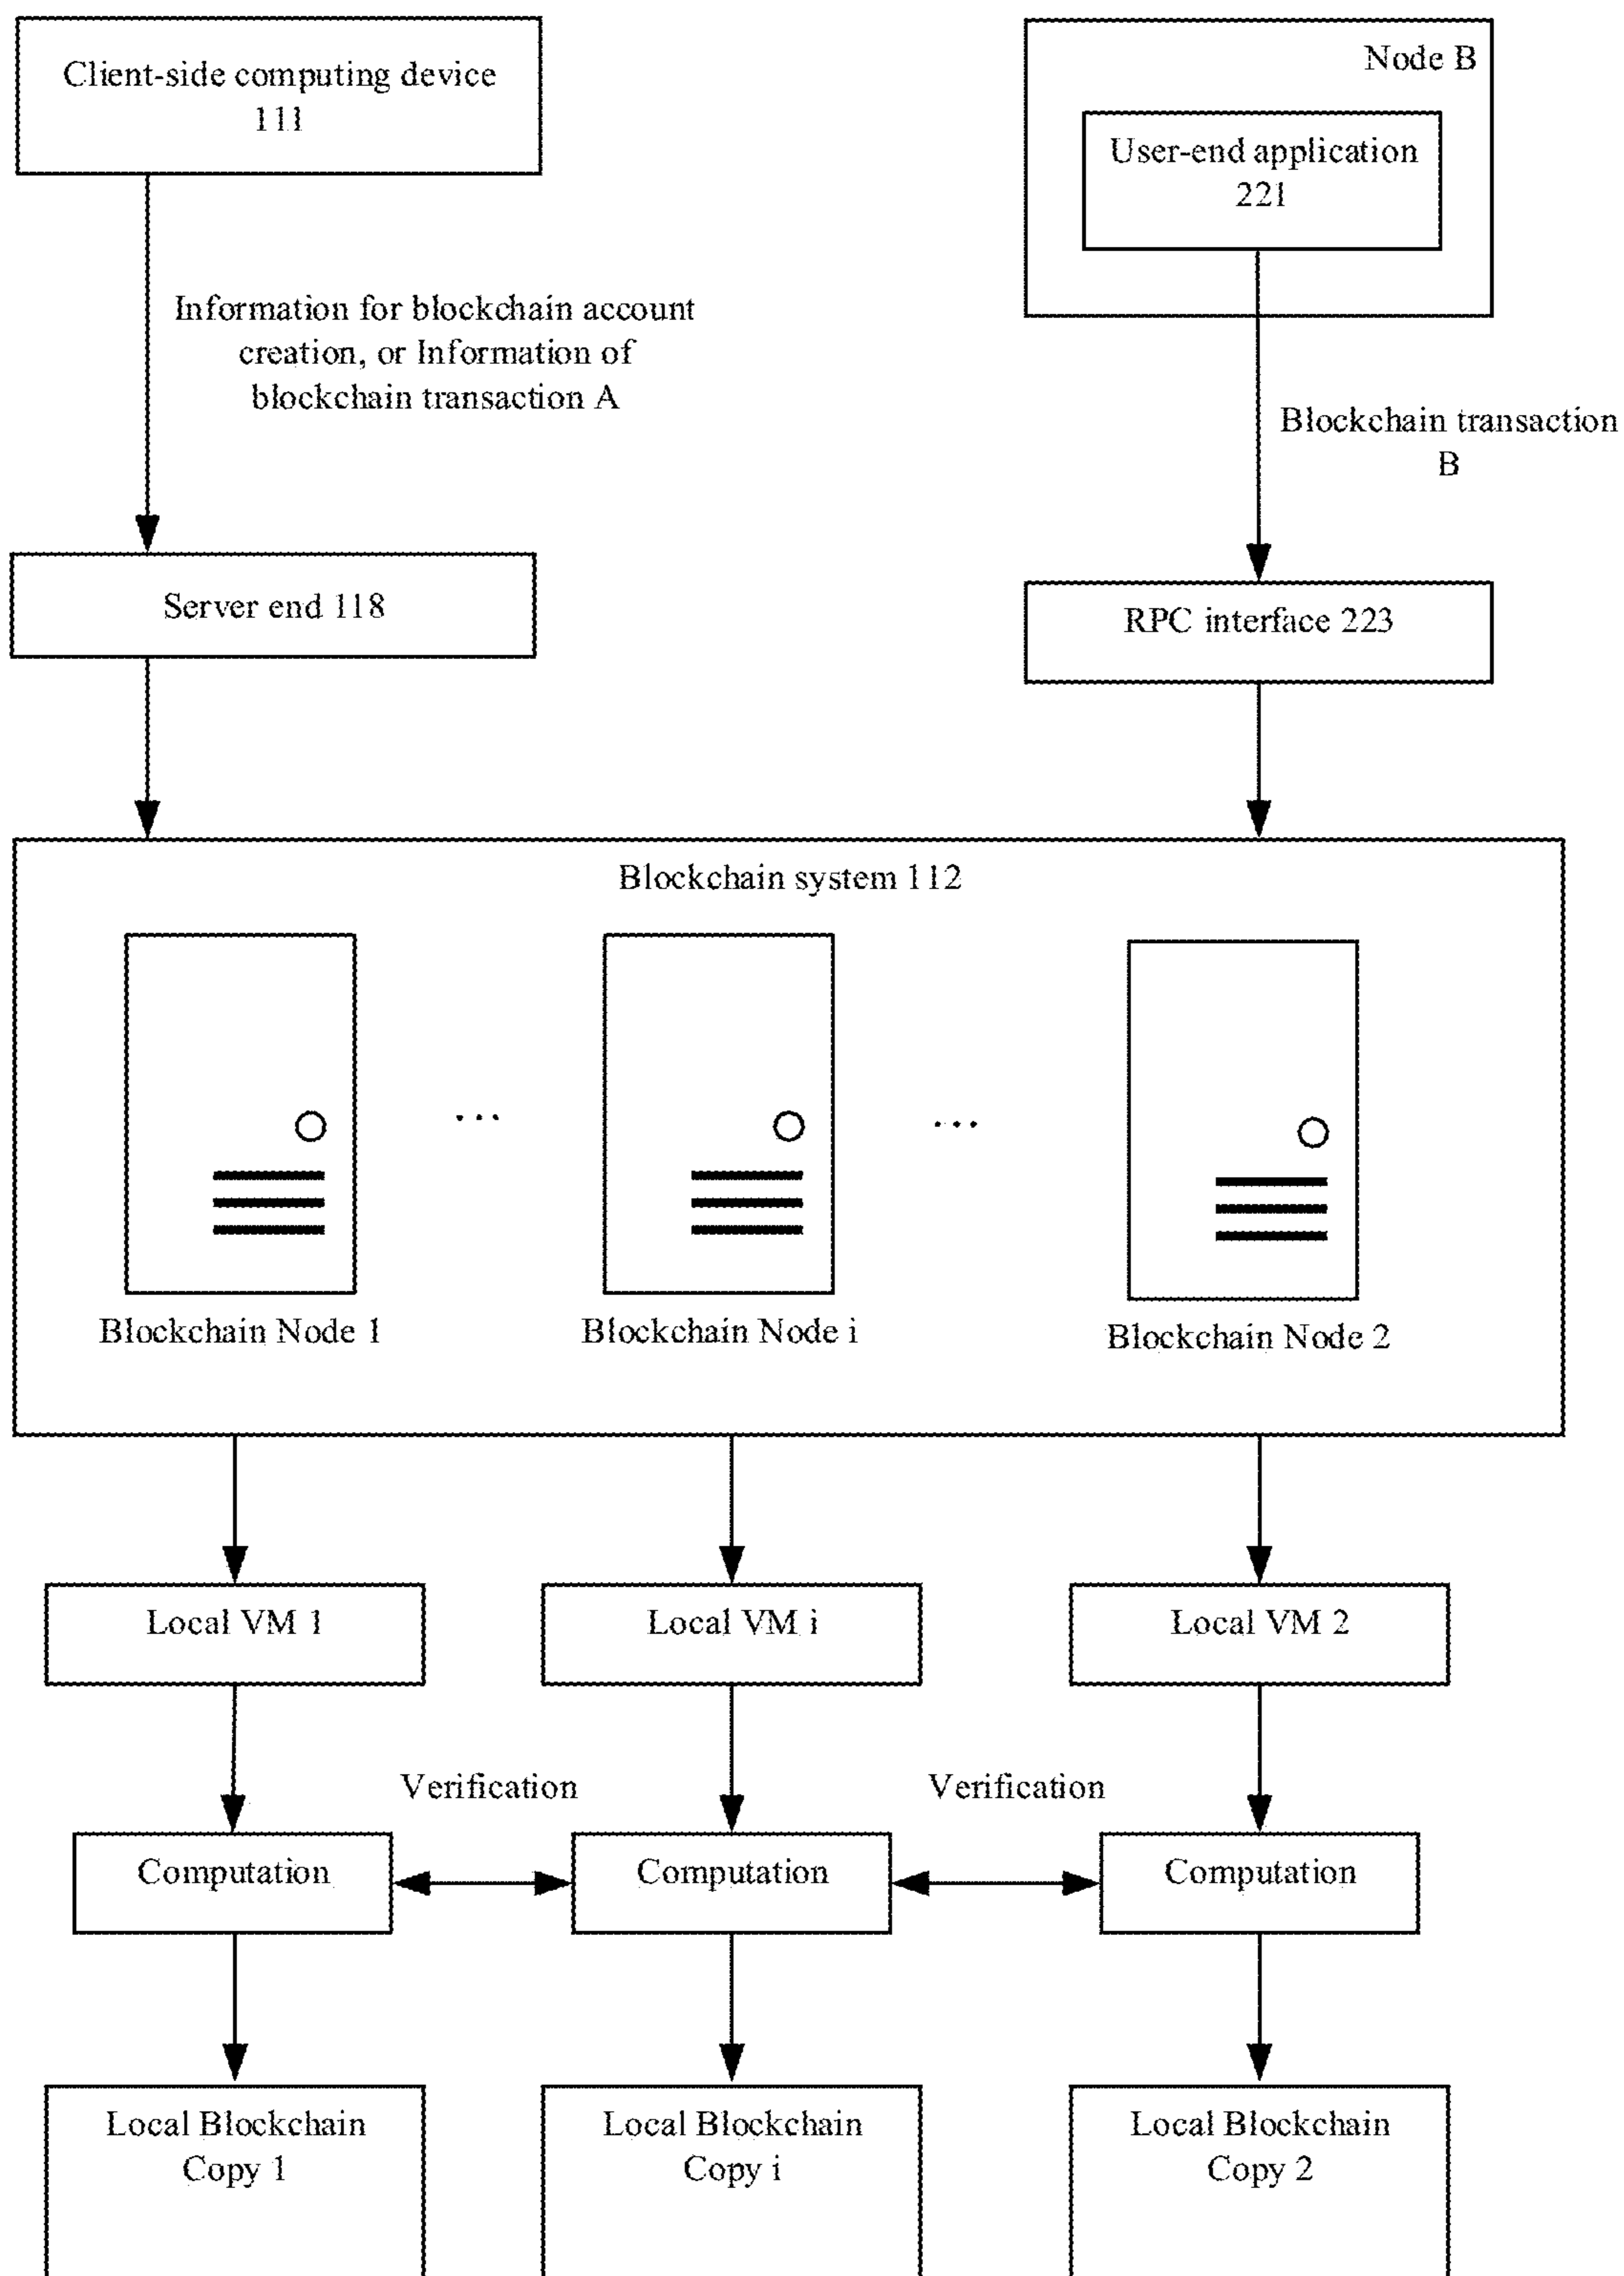 Client-side computing device
111
Node B
User-end application
221
Information for blockchain account
creation, or Information of
blockchain transaction A
Blockchain transaction
B
Server end 118
RPC interface 223
Blockchain system 112
...
...
Blockchain Node 1
Blockchain Node i
Blockchain Node 2
Local VM 1
Local VM i
Local VM 2
Verification
Verification
Computation
Computation
Computation
Local Blockchain
Copy 1
Local Blockchain
Copy i
Local Blockchain
Copy 2